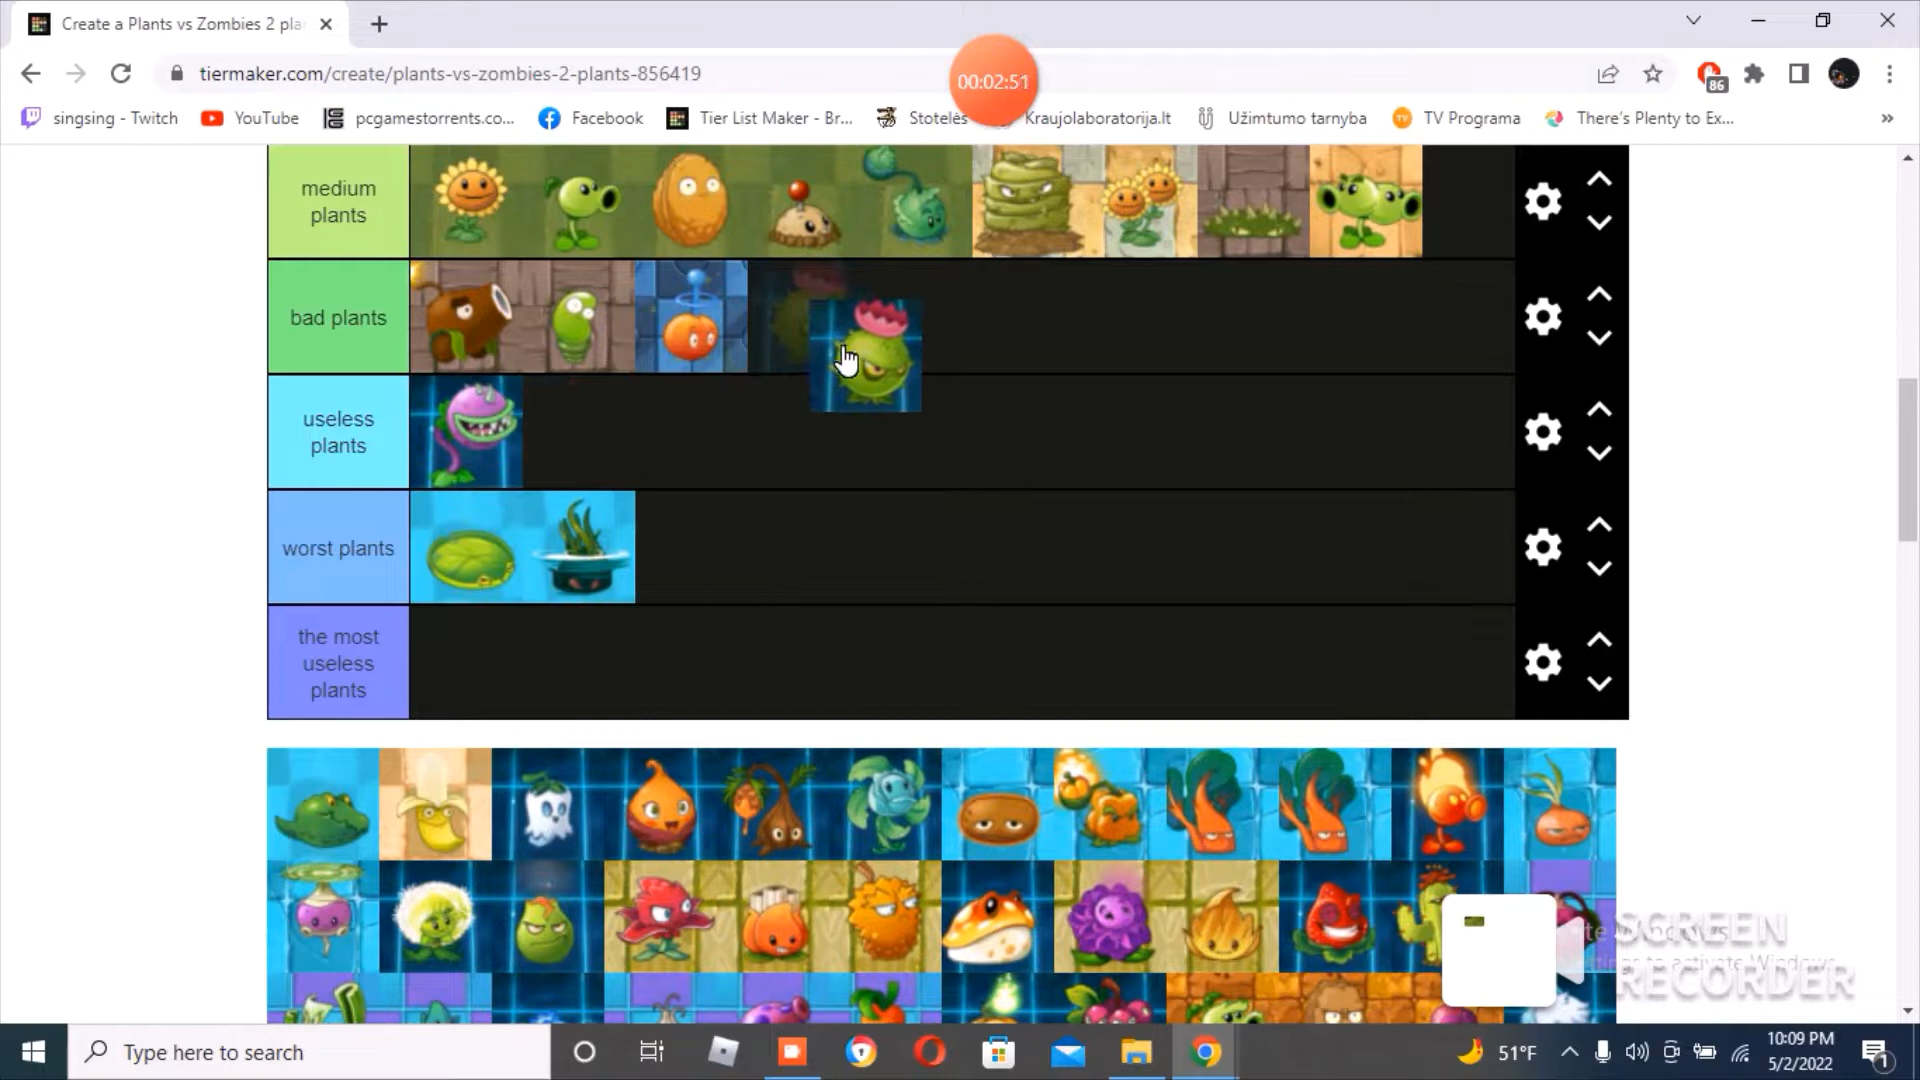 Create a Plants vs Zombies 2 pla
tiermaker.com/create/plants-vs-zombies-2-plants-856419
00:02:51
86
singsing - Twitch
YouTube
pcgamestorrents.co...
Facebook
Tier List Maker - Br...
Stotelės
Kraujolaboratorija.lt
Užimtumo tarnyba
TV Programa
There's Plenty to Ex...
»
medium
plants
bad plants
useless
plants
worst plants
the most
useless
plants
SCREEN
RECORDER
Type here to search
51°F
10:09 PM
5/2/2022
1